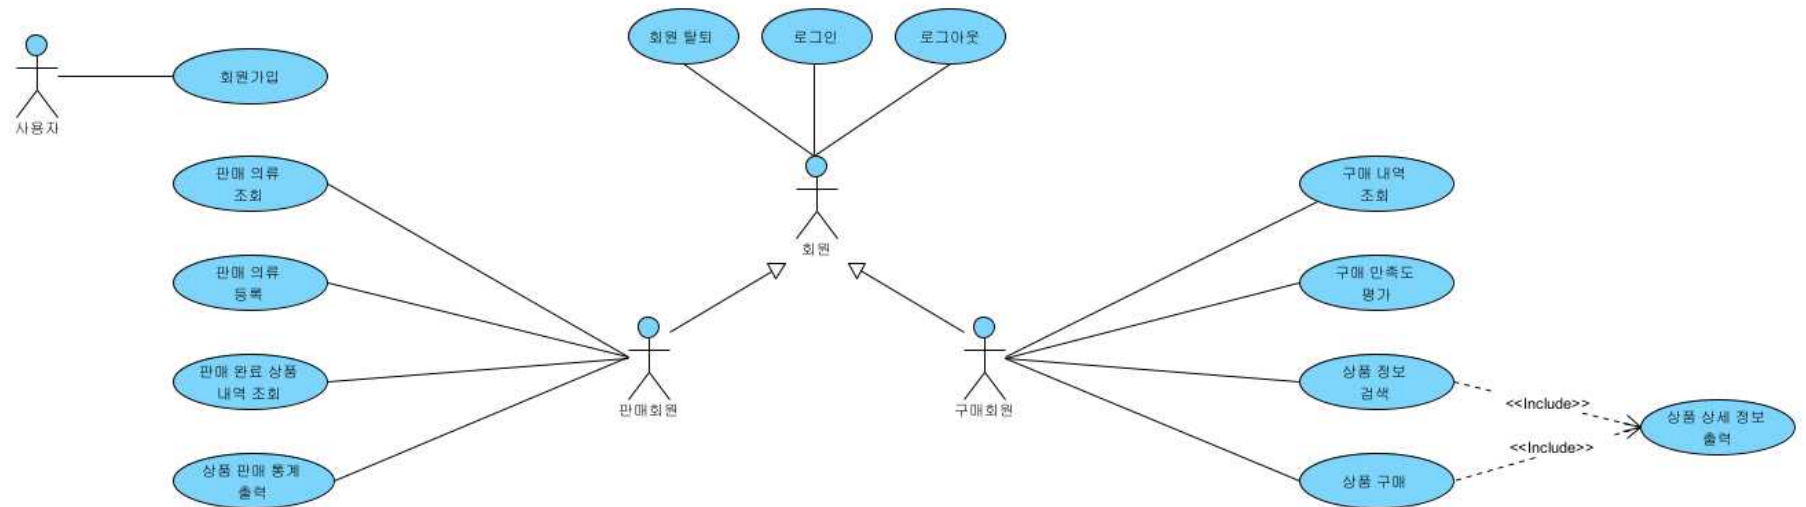 회원 탈퇴
로그인
로그아웃
회원가입
사용자
판매 의류
조회
구매 내역
조회
회원
판매 의류
등록
구매 만족도
평가
판매 완료 상품
내역 조회
판매회원
구매회원
상품 정보
검색
<<Include>>
상품 상세 정보
출력
<<Include>>
상품 판매 통계
출력
상품 구매